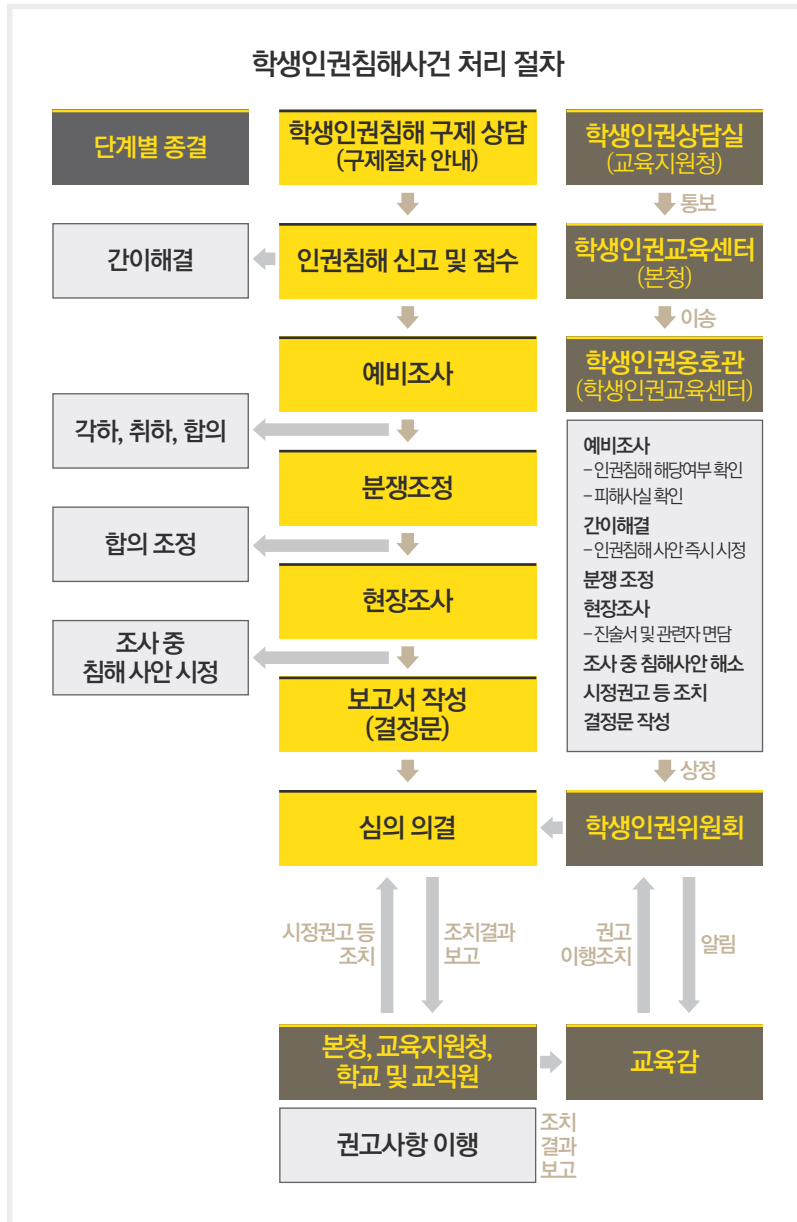 학생인권침해사건 처리 절차
단계별 종결
학생인권침해 구제 상담
(구제절차 안내)
학생인권상담실
(교육지원청)
통보
간이해결
인권침해 신고 및 접수
학생인권교육센터
(본청)
이송
예비조사
학생인권옹호관
(학생인권교육센터)
각하, 취하, 합의
분쟁조정
합의 조정
현장조사
조사 중
침해 사안 시정
보고서 작성
(결정문)
예비조사
– 인권침해 해당여부 확인
– 피해사실 확인
간이해결
– 인권침해 사안 즉시 시정
분쟁 조정
현장조사
– 진술서 및 관련자 면담
조사 중 침해사안 해소
시정권고 등 조치
결정문 작성
상정
심의 의결
학생인권위원회
시정권고 등
조치
조치결과
보고
권고
이행조치
알림
본청, 교육지원청,
학교 및 교직원
교육감
권고사항 이행
조치
결과
보고